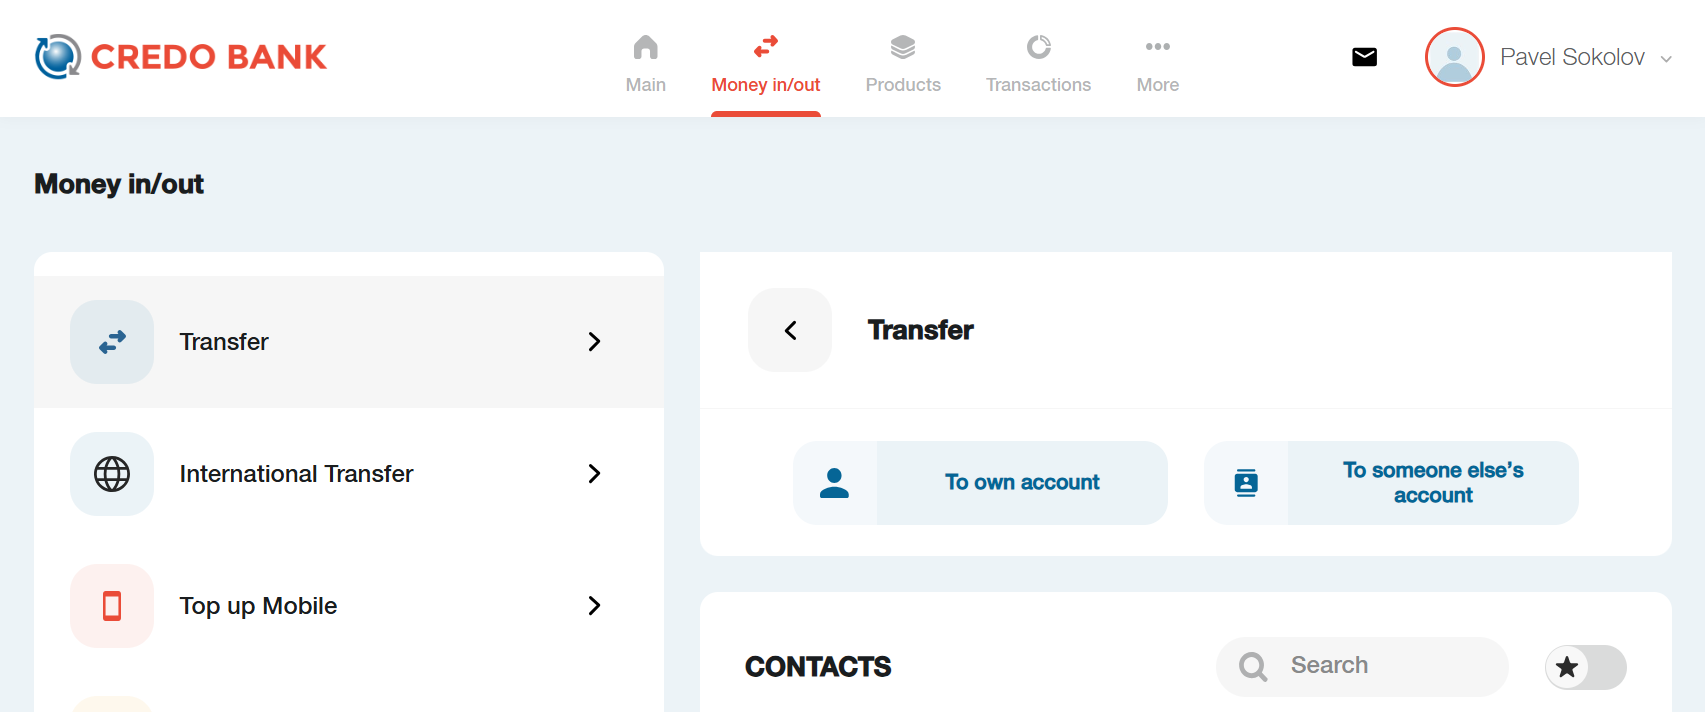 CREDO BANK
Main
Money in/out
Products
Transactions
More
Pavel Sokolov
Money in/out
Transfer
International Transfer
Top up Mobile
Transfer
To own account
To someone else’s
account
CONTACTS
Search